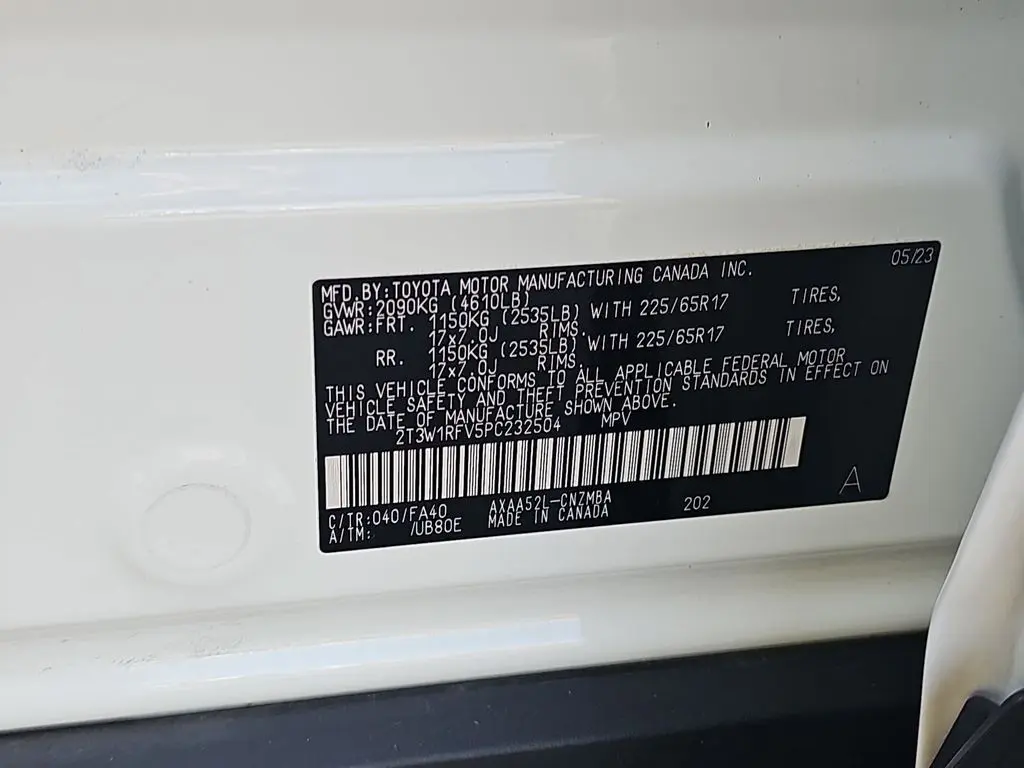 05/23
MFD.BY:TOYOTA MOTOR MANUFACTURING CANADA INC.
GVWR:2090KG (4610LB)
GAWR:FRT. 1150KG (2535LB) WITH 225/65R17 TIRES,
17x7.0J RIMS.
RR. 1150KG (2535LB) WITH 225/65R17 TIRES,
17x7.0J RIMS.
THIS VEHICLE CONFORMS TO ALL APPLICABLE FEDERAL MOTOR
VEHICLE SAFETY AND THEFT PREVENTION STANDARDS IN EFFECT ON
THE DATE OF MANUFACTURE SHOWN ABOVE.
2T3W1RFV5PC232504 MPV
C/TR:040/FA40 AXAA52L-CNZMBA 202 A
A/TM: /UB80E MADE IN CANADA